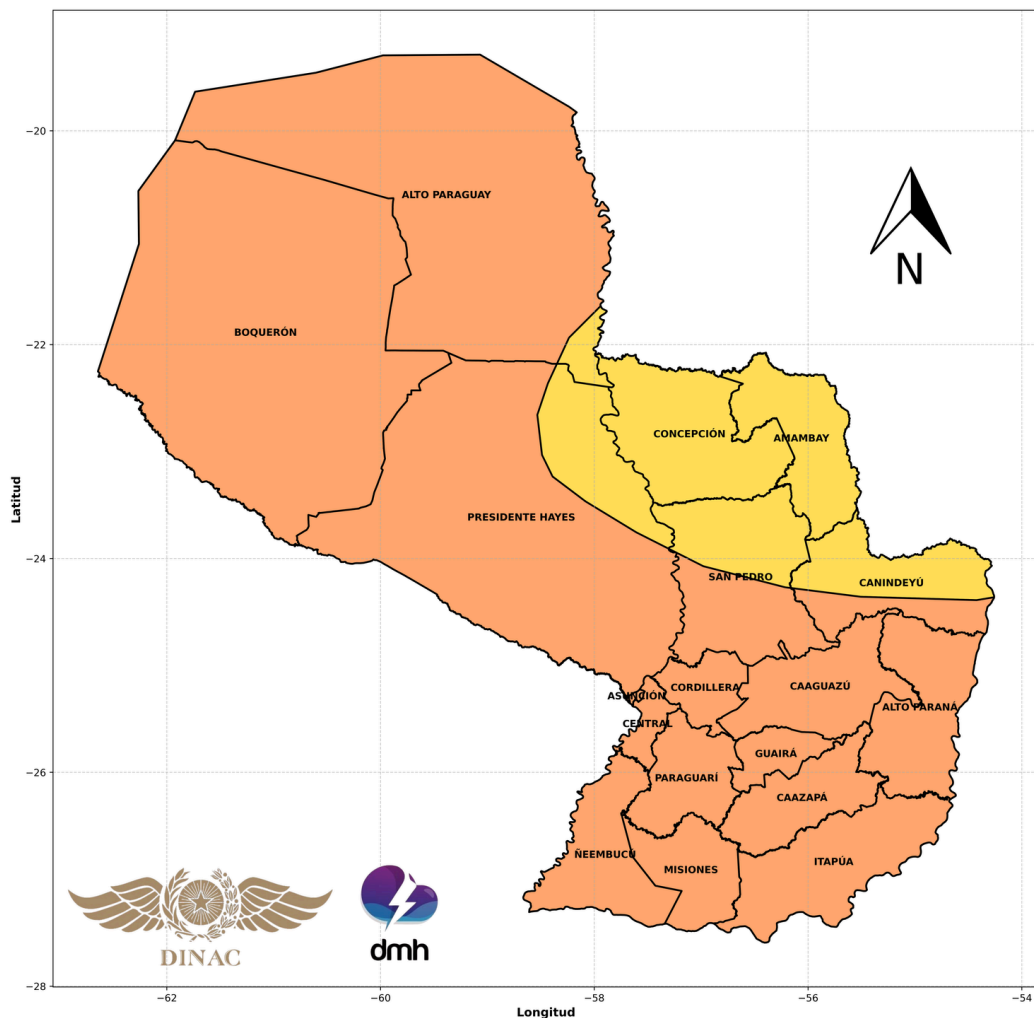 −20
−22
−24
−26
−28
Latitud
−62
−60
−58
−56
−54
Longitud
N
ALTO PARAGUAY
BOQUERÓN
CONCEPCIÓN
AMAMBAY
PRESIDENTE HAYES
SAN PEDRO
CANINDEYÚ
ASUNCIÓN
CORDILLERA
CAAGUAZÚ
ALTO PARANÁ
CENTRAL
GUAIRÁ
PARAGUARÍ
CAAZAPÁ
ÑEEMBUCÚ
MISIONES
ITAPÚA
DINAC
dmh